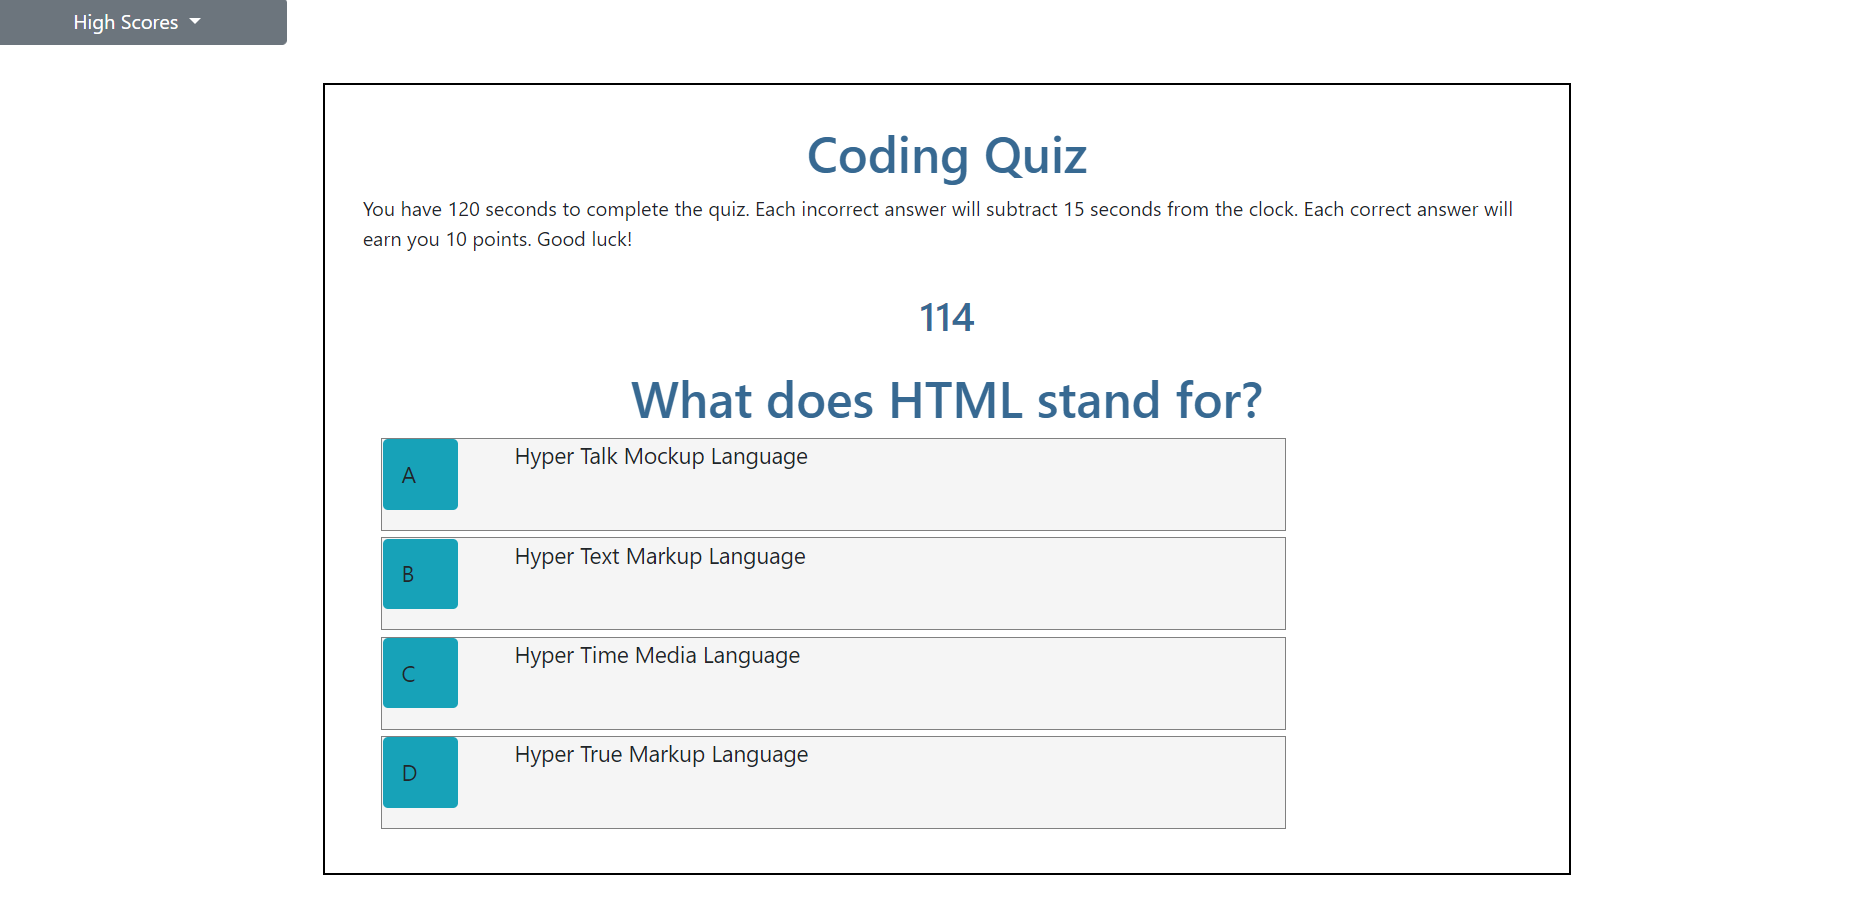 High Scores
Coding Quiz
You have 120 seconds to complete the quiz. Each incorrect answer will subtract 15 seconds from the clock. Each correct answer will
earn you 10 points. Good luck!
114
What does HTML stand for?
A Hyper Talk Mockup Language
B Hyper Text Markup Language
C Hyper Time Media Language
D Hyper True Markup Language